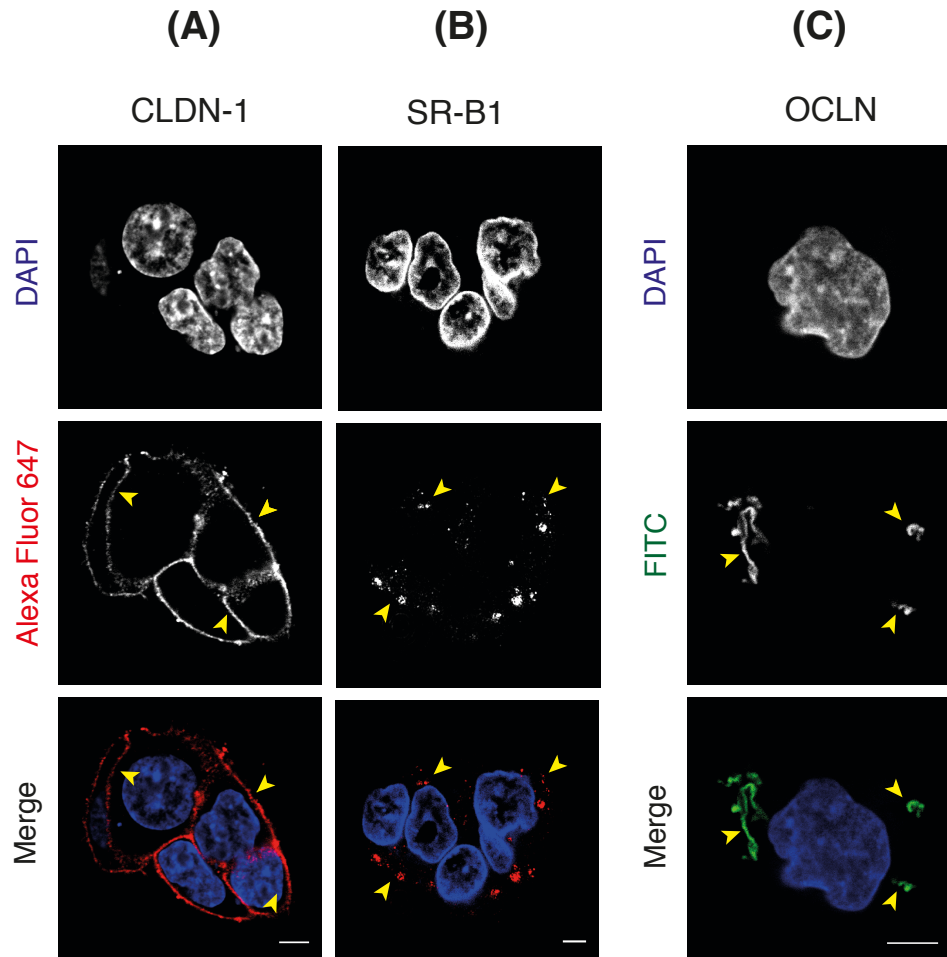 (A)
(B)
(C)
CLDN-1
SR-B1
OCLN
DAPI
DAPI
Alexa Fluor 647
FITC
Merge
Merge